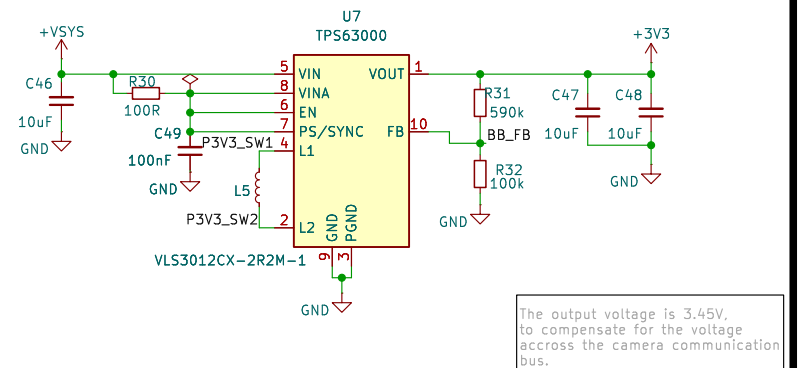 U7
TPS63000
+VSYS
+3V3
5 VIN
VOUT 1
C46
R30
8 VINA
R31
C47
C48
100R
590k
6 EN
10uF
C49
7 PS/SYNC
FB 10
BB_FB
10uF
10uF
GND
P3V3_SW1
4 L1
100nF
R32
GND
100k
GND
L5
P3V3_SW2
2 L2
GND
GND
PGND
VLS3012CX-2R2M-1
9
3
GND
The output voltage is 3.45V,
to compensate for the voltage
accross the camera communication
bus.